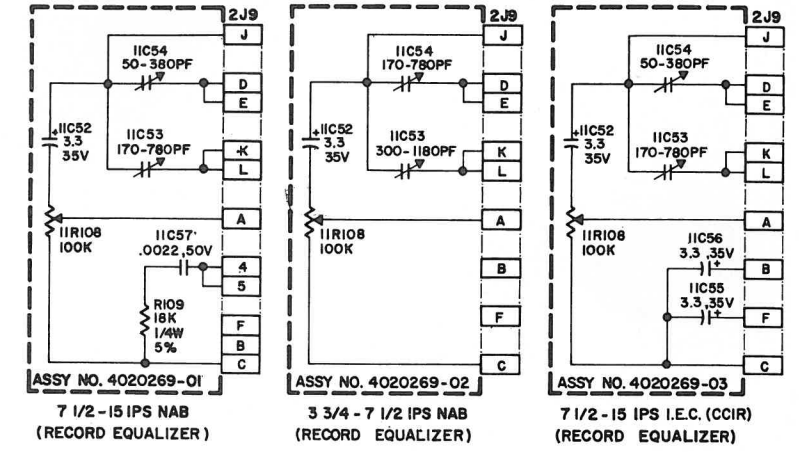 2J9
J
11C54
50-380PF
D
E
+11C52
3.3
35V
11C53
170-780PF
K
L
A
11R108
100K
11C57
.0022,50V
4
5
R109
18K
1/4W
5%
F
B
C
ASSY NO. 4020269-01
7 1/2-15 IPS NAB
(RECORD EQUALIZER)
2J9
J
11C54
170-780PF
D
E
+11C52
3.3
35V
11C53
300-1180PF
K
L
A
11R108
100K
B
F
C
ASSY NO. 4020269-02
3 3/4-7 1/2 IPS NAB
(RECORD EQUALIZER)
2J9
J
11C54
50-380PF
D
E
+11C52
3.3
35V
11C53
170-780PF
K
L
A
11R108
100K
11C56
3.3,35V
+
B
11C55
3.3,35V
+
F
C
ASSY NO. 4020269-03
7 1/2-15 IPS I.E.C. (CCIR)
(RECORD EQUALIZER)